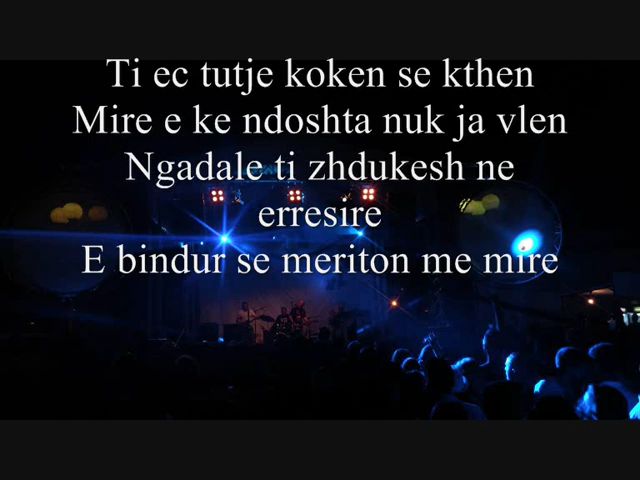 Ti ec tutje koken se kthen
Mire e ke ndoshta nuk ja vlen
Ngadale ti zhdukesh ne
erresire
E bindur se meriton me mire